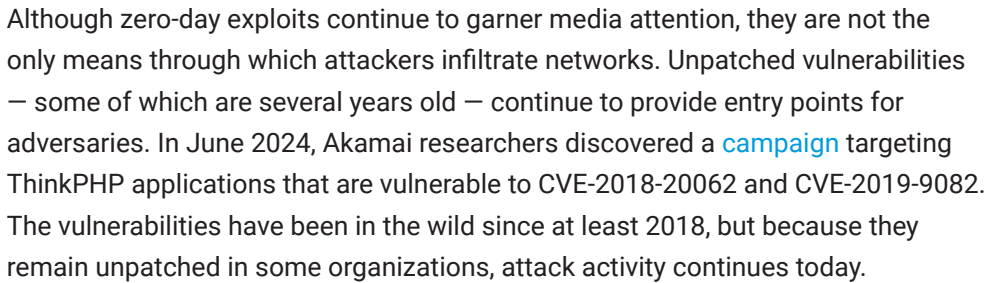 Although zero-day exploits continue to garner media attention, they are not the
only means through which attackers infiltrate networks. Unpatched vulnerabilities
— some of which are several years old — continue to provide entry points for
adversaries. In June 2024, Akamai researchers discovered a campaign targeting
ThinkPHP applications that are vulnerable to CVE-2018-20062 and CVE-2019-9082.
The vulnerabilities have been in the wild since at least 2018, but because they
remain unpatched in some organizations, attack activity continues today.